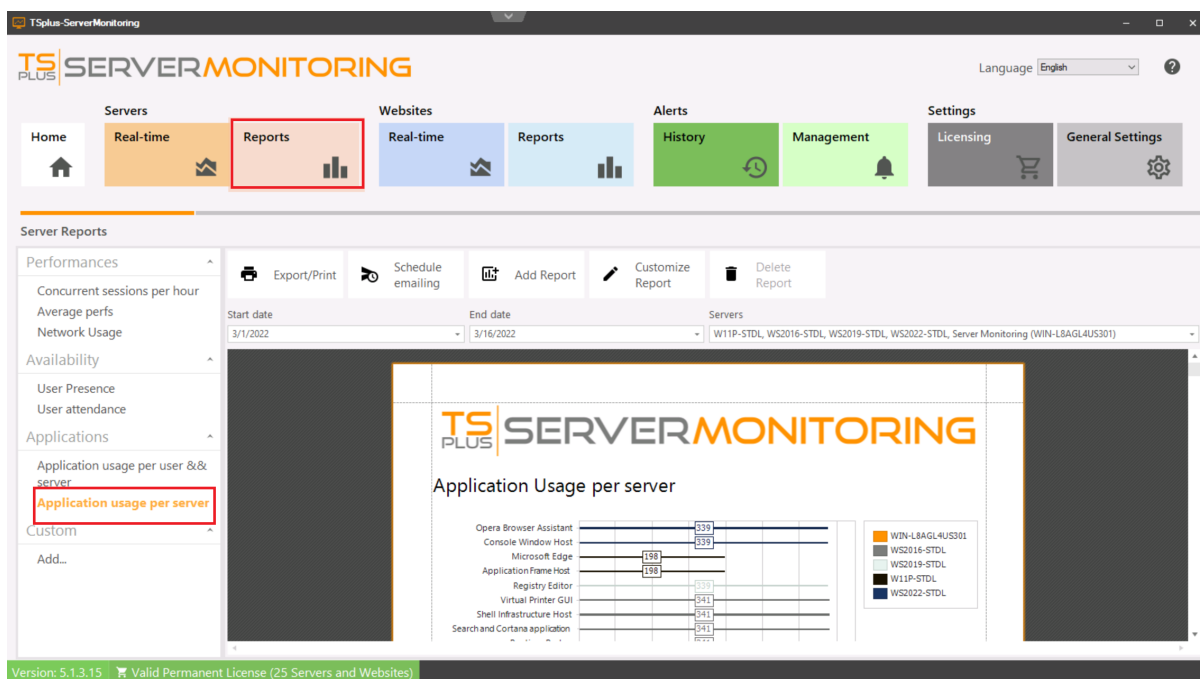 TSplus-ServerMonitoring
TS PLUS SERVERMONITORING
Language English
Servers
Websites
Alerts
Settings
Home
Real-time
Reports
Real-time
Reports
History
Management
Licensing
General Settings
Server Reports
Performances
Concurrent sessions per hour
Average perfs
Network Usage
Availability
User Presence
User attendance
Applications
Application usage per user &&
server
Application usage per server
Custom
Add...
Export/Print
Schedule
emailing
Add Report
Customize
Report
Delete
Report
Start date
End date
Servers
3/1/2022
3/16/2022
W11P-STDL, WS2016-STDL, WS2019-STDL, WS2022-STDL, Server Monitoring (WIN-L8AGL4US301)
TS PLUS SERVERMONITORING
Application Usage per server
Opera Browser Assistant 339
Console Window Host 339
Microsoft Edge 198
Application Frame Host 198
Registry Editor 339
Virtual Printer GUI 341
Shell Infrastructure Host 341
Search and Cortana application 341
WIN-L8AGL4US301
WS2016-STDL
WS2019-STDL
W11P-STDL
WS2022-STDL
Version: 5.1.3.15
Valid Permanent License (25 Servers and Websites)